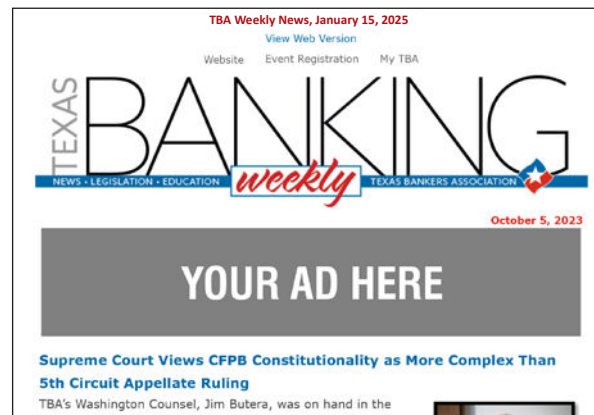 TBA Weekly News, January 15, 2025
View Web Version
Website Event Registration My TBA
TEXAS
BANKING
NEWS • LEGISLATION • EDUCATION weekly TEXAS BANKERS ASSOCIATION
October 5, 2023
YOUR AD HERE
Supreme Court Views CFPB Constitutionality as More Complex Than
5th Circuit Appellate Ruling
TBA's Washington Counsel, Jim Butera, was on hand in the